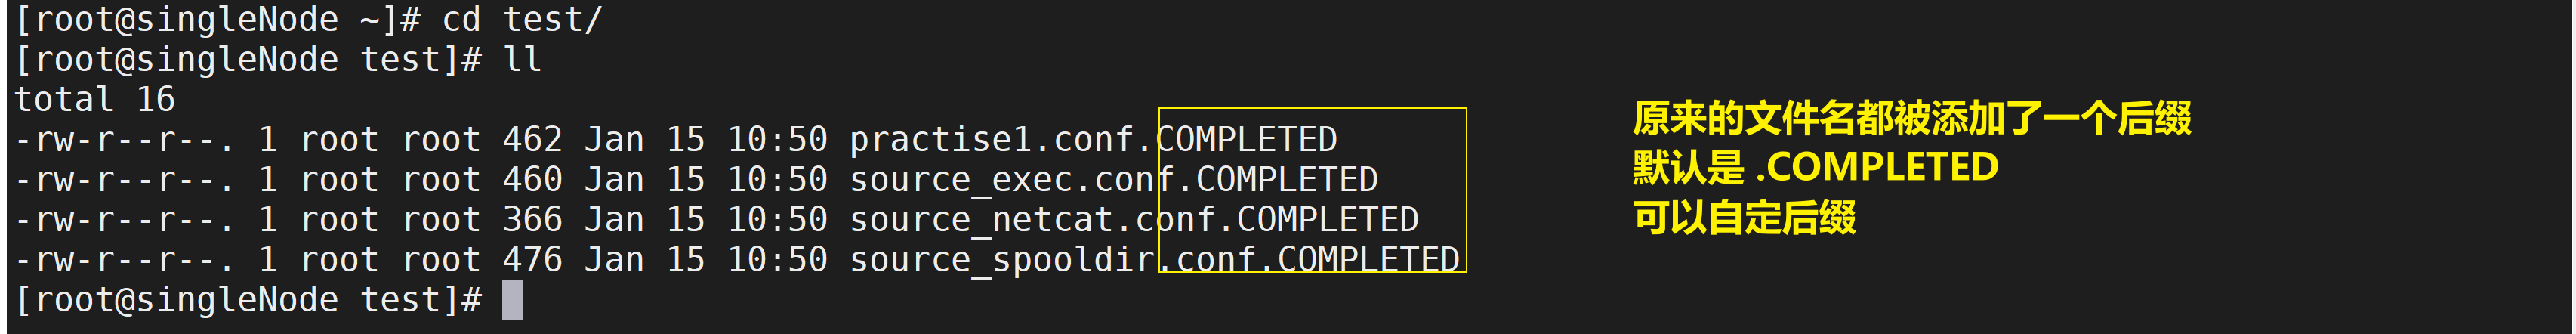 [root@singleNode ~]# cd test/
[root@singleNode test]# ll
total 16
-rw-r--r--. 1 root root 462 Jan 15 10:50 practise1.conf.COMPLETED
-rw-r--r--. 1 root root 460 Jan 15 10:50 source_exec.conf.COMPLETED
-rw-r--r--. 1 root root 366 Jan 15 10:50 source_netcat.conf.COMPLETED
-rw-r--r--. 1 root root 476 Jan 15 10:50 source_spooldir.conf.COMPLETED
[root@singleNode test]#
原来的文件名都被添加了一个后缀
默认是 .COMPLETED
可以自定后缀